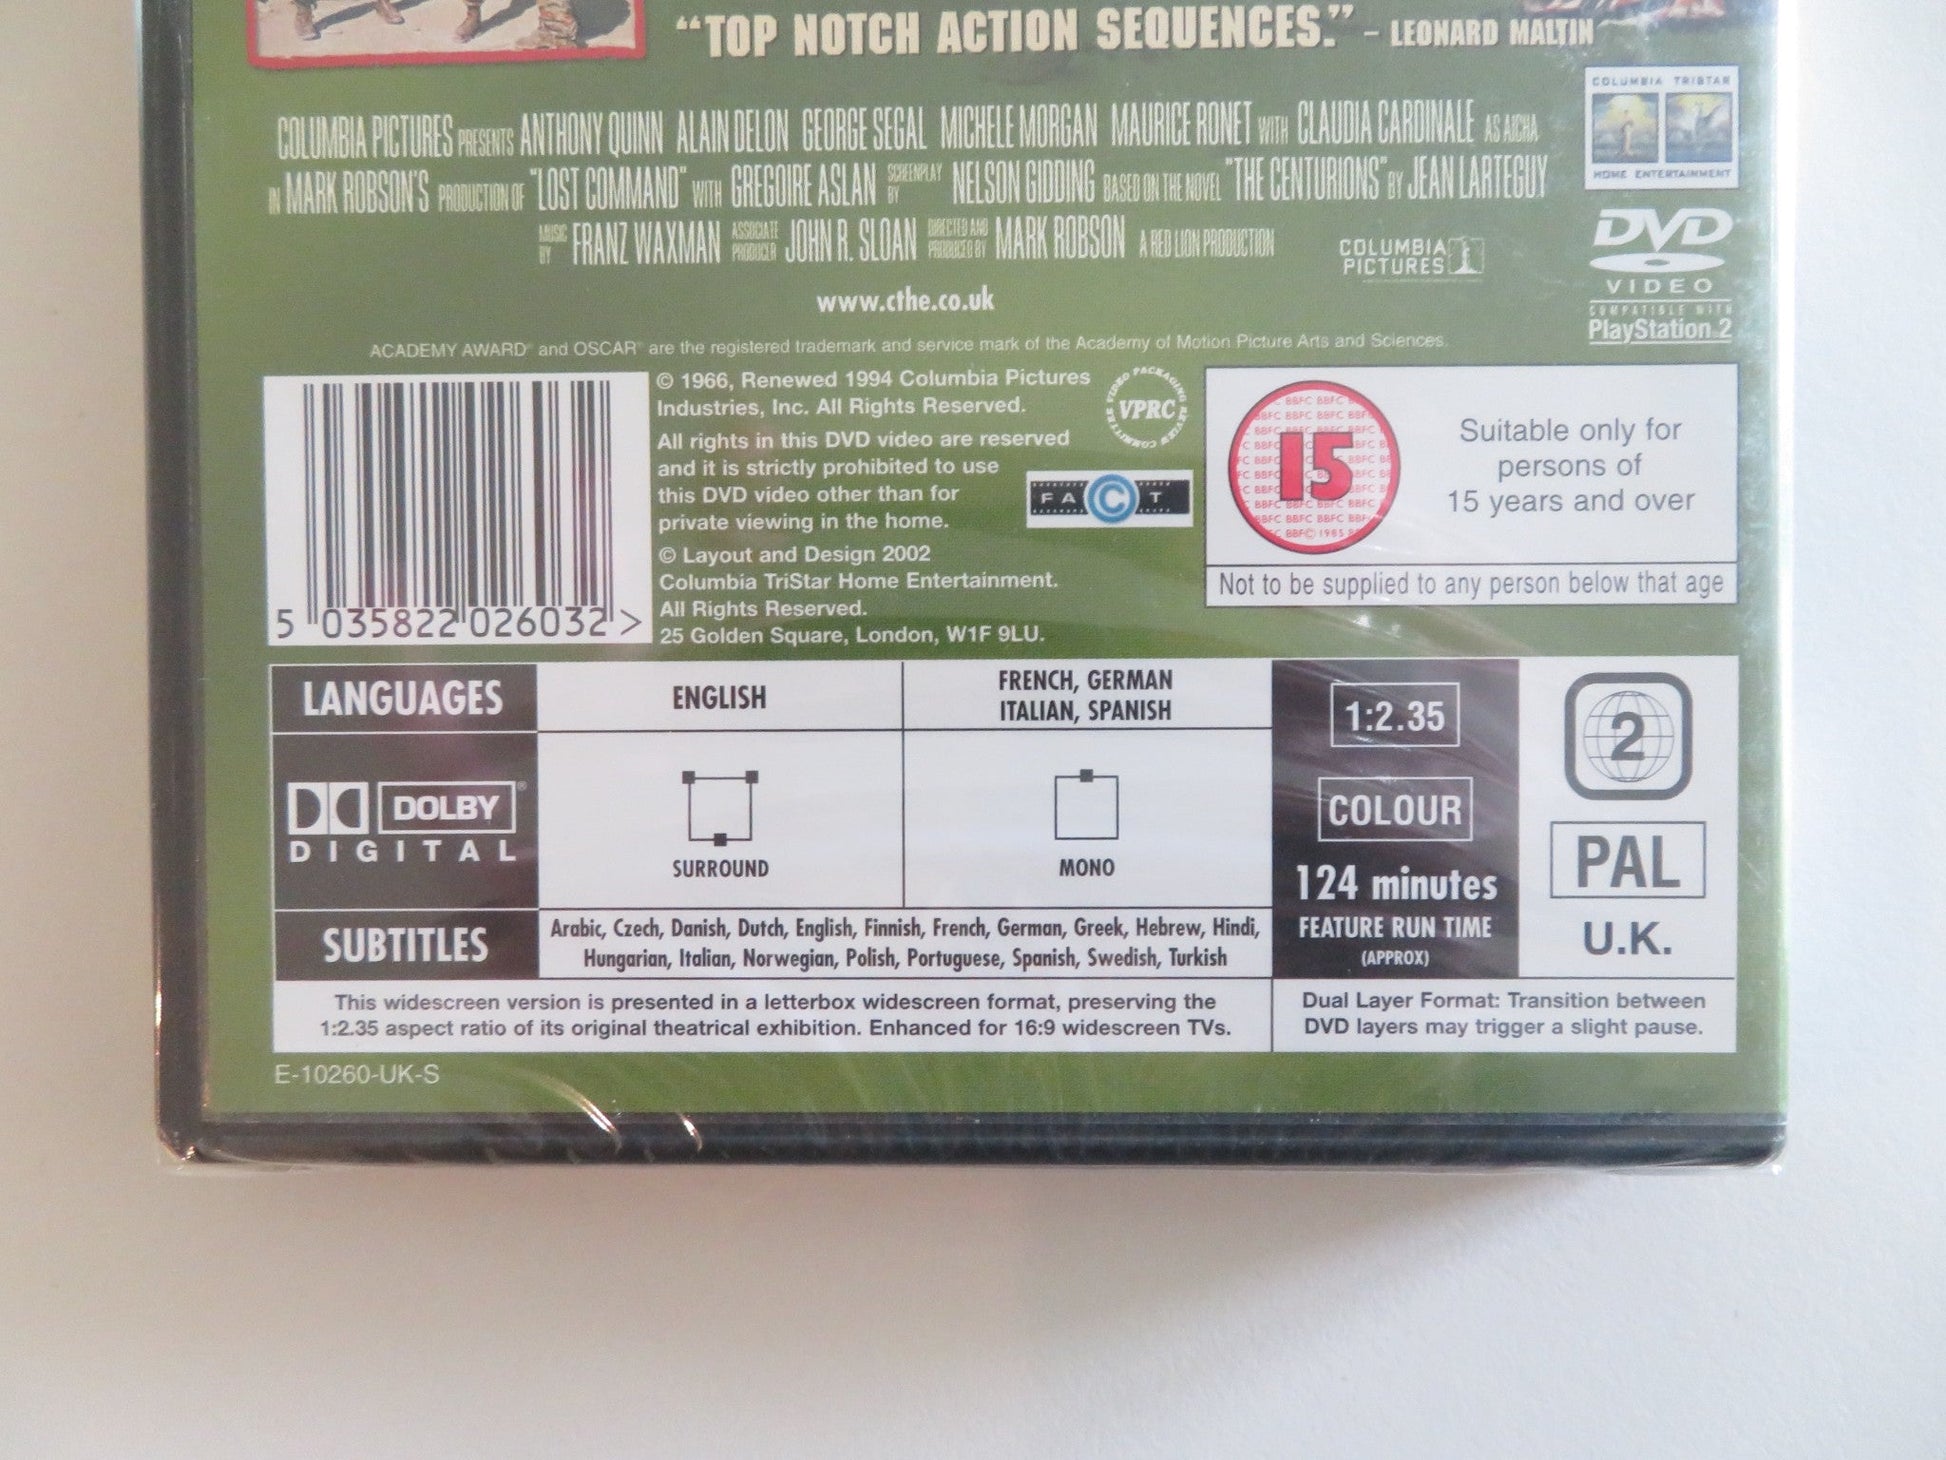 "TOP NOTCH ACTION SEQUENCES." – LEONARD MALTIN
COLUMBIA TRISTAR
HOME ENTERTAINMENT
COLUMBIA PICTURES PRESENTS ANTHONY QUINN ALAIN DELON GEORGE SEGAL MICHELE MORGAN MAURICE RONET WITH CLAUDIA CARDINALE AS AICHA
IN MARK ROBSON'S PRODUCTION OF "LOST COMMAND" WITH GREGOIRE ASLAN SCREENPLAY BY NELSON GIDDING BASED ON THE NOVEL "THE CENTURIONS" BY JEAN LARTEGUY
MUSIC BY FRANZ WAXMAN ASSOCIATE PRODUCER JOHN R. SLOAN DIRECTED AND PRODUCED BY MARK ROBSON A RED LION PRODUCTION
COLUMBIA
PICTURES
DVD
VIDEO
COMPATIBLE WITH
PlayStation 2
www.cthe.co.uk
ACADEMY AWARD® and OSCAR® are the registered trademark and service mark of the Academy of Motion Picture Arts and Sciences.
5 035822 026032 >
© 1966, Renewed 1994 Columbia Pictures
Industries, Inc. All Rights Reserved.
All rights in this DVD video are reserved
and it is strictly prohibited to use
this DVD video other than for
private viewing in the home.
© Layout and Design 2002
Columbia TriStar Home Entertainment.
All Rights Reserved.
25 Golden Square, London, W1F 9LU.
VIDEO PACKAGING REVIEW COMMITTEE
VPRC
FACT
15
BBFC © 1985
Suitable only for
persons of
15 years and over
Not to be supplied to any person below that age
LANGUAGES
ENGLISH
FRENCH, GERMAN
ITALIAN, SPANISH
DOLBY®
DIGITAL
SURROUND
MONO
SUBTITLES
Arabic, Czech, Danish, Dutch, English, Finnish, French, German, Greek, Hebrew, Hindi,
Hungarian, Italian, Norwegian, Polish, Portuguese, Spanish, Swedish, Turkish
1:2.35
COLOUR
124 minutes
FEATURE RUN TIME
(APPROX)
2
PAL
U.K.
This widescreen version is presented in a letterbox widescreen format, preserving the
1:2.35 aspect ratio of its original theatrical exhibition. Enhanced for 16:9 widescreen TVs.
Dual Layer Format: Transition between
DVD layers may trigger a slight pause.
E-10260-UK-S